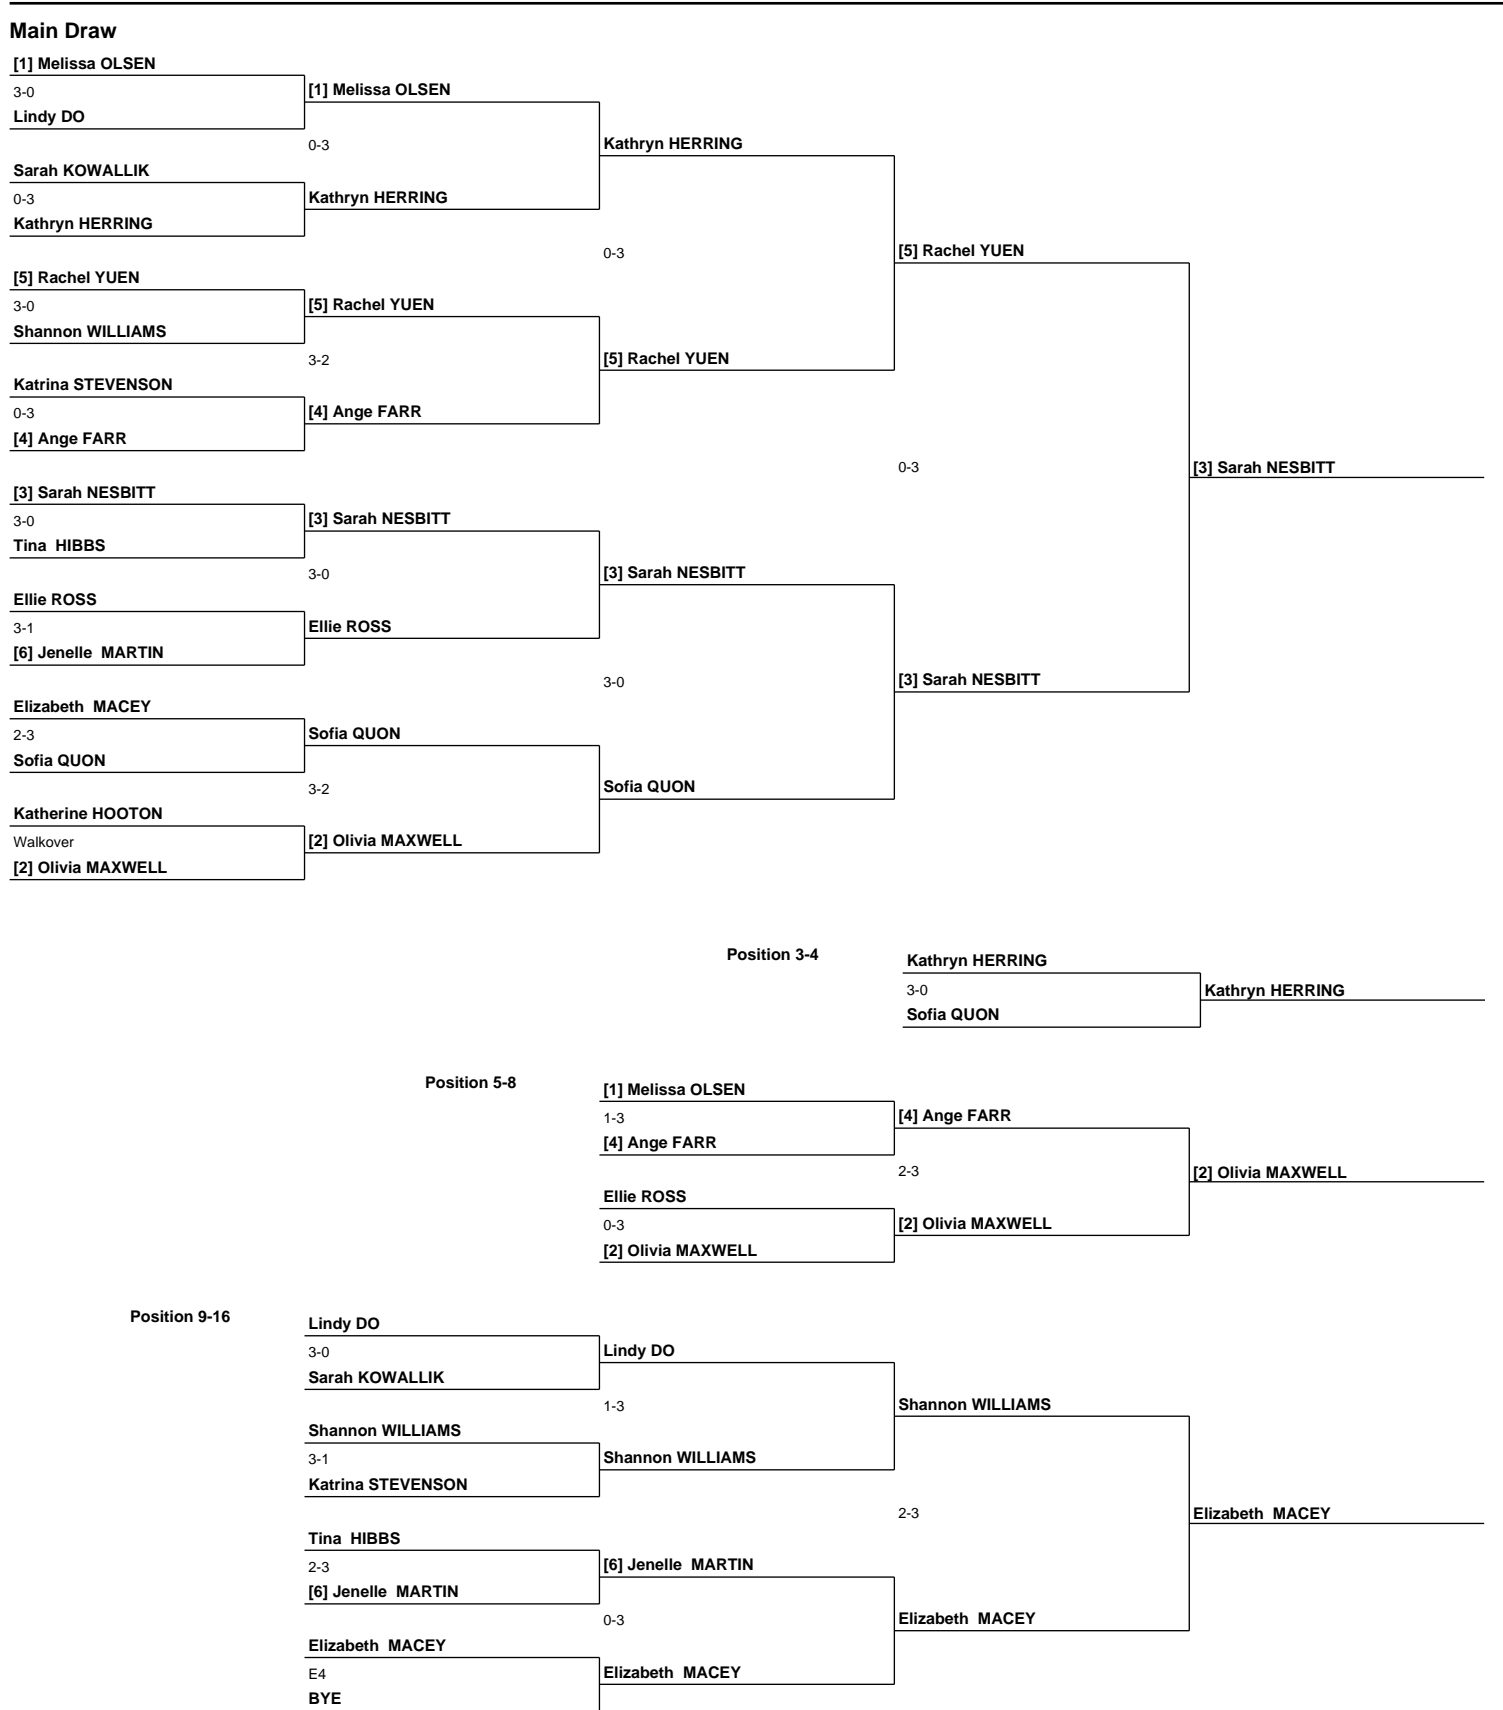 Main Draw
[1] Melissa OLSEN
3-0
[1] Melissa OLSEN
Lindy DO
0-3
Kathryn HERRING
Sarah KOWALLIK
0-3
Kathryn HERRING
Kathryn HERRING
0-3
[5] Rachel YUEN
[5] Rachel YUEN
3-0
[5] Rachel YUEN
Shannon WILLIAMS
3-2
[5] Rachel YUEN
Katrina STEVENSON
0-3
[4] Ange FARR
[4] Ange FARR
0-3
[3] Sarah NESBITT
[3] Sarah NESBITT
3-0
[3] Sarah NESBITT
Tina HIBBS
3-0
[3] Sarah NESBITT
Ellie ROSS
3-1
Ellie ROSS
[6] Jenelle MARTIN
3-0
[3] Sarah NESBITT
Elizabeth MACEY
2-3
Sofia QUON
Sofia QUON
3-2
Sofia QUON
Katherine HOOTON
Walkover
[2] Olivia MAXWELL
[2] Olivia MAXWELL
Position 3-4
Kathryn HERRING
3-0
Kathryn HERRING
Sofia QUON
Position 5-8
[1] Melissa OLSEN
1-3
[4] Ange FARR
[4] Ange FARR
2-3
[2] Olivia MAXWELL
Ellie ROSS
0-3
[2] Olivia MAXWELL
[2] Olivia MAXWELL
Position 9-16
Lindy DO
3-0
Lindy DO
Sarah KOWALLIK
1-3
Shannon WILLIAMS
Shannon WILLIAMS
3-1
Shannon WILLIAMS
Katrina STEVENSON
2-3
Elizabeth MACEY
Tina HIBBS
2-3
[6] Jenelle MARTIN
[6] Jenelle MARTIN
0-3
Elizabeth MACEY
Elizabeth MACEY
E4
Elizabeth MACEY
BYE